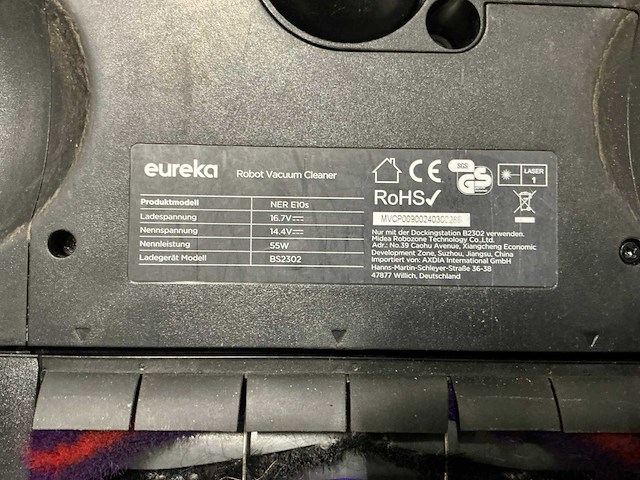 eureka Robot Vacuum Cleaner
Produktmodell NER E10s
Ladespannung 16.7V
Nennspannung 14.4V
Nennleistung 55W
Ladegerät Modell BS2302
CE
SGS
GS
LASER
1
RoHS✓
Nur mit der Dockingstation B2302 verwenden.
Midea Robozone Technology Co,.Ltd.
Adr.: No.39 Caohu Avenue, Xiangcheng Economic
Development Zone, Suzhou, Jiangsu, China
Importiert von: AXDIA International GmbH
Hanns-Martin-Schleyer-Straße 36-38
47877 Willich, Deutschland